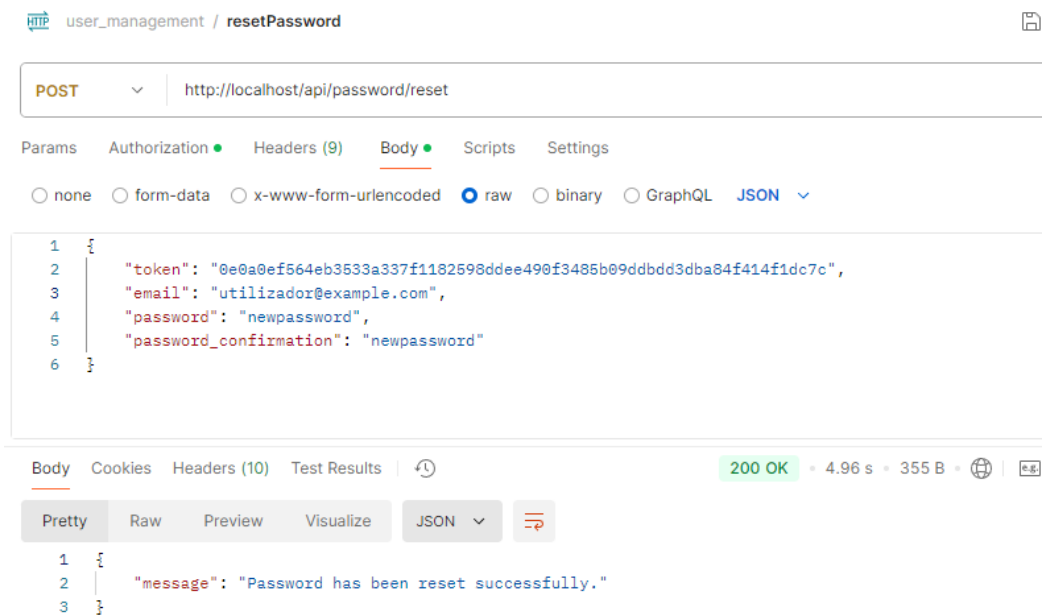 HTTP user_management / resetPassword
POST http://localhost/api/password/reset
Params Authorization Headers (9) Body Scripts Settings
none form-data x-www-form-urlencoded raw binary GraphQL JSON
1 {
2 "token": "0e0a0ef564eb3533a337f1182598ddee490f3485b09ddbdd3dba84f414f1dc7c",
3 "email": "utilizador@example.com",
4 "password": "newpassword",
5 "password_confirmation": "newpassword"
6 }
Body Cookies Headers (10) Test Results 200 OK • 4.96 s • 355 B • e.g.
Pretty Raw Preview Visualize JSON
1 {
2 "message": "Password has been reset successfully."
3 }